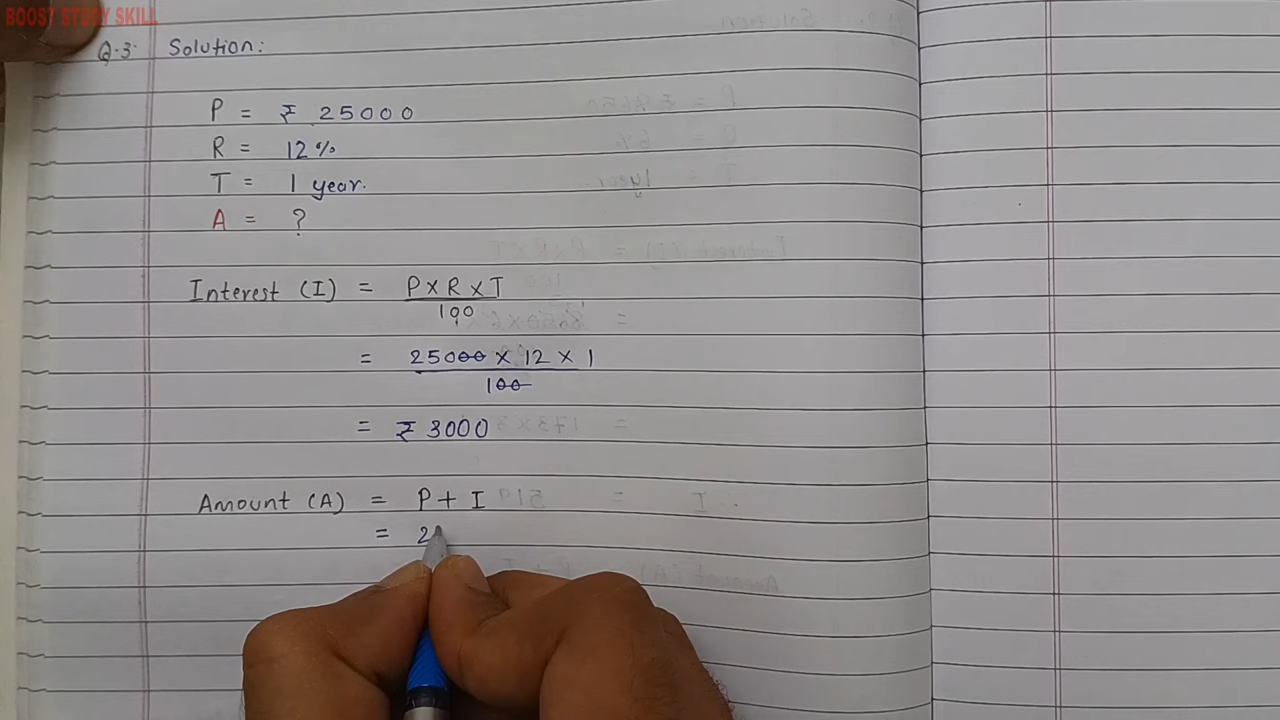 BOOST STUDY SKILL
Q.3. Solution:
P = ₹ 25000
R = 12%
T = 1 year.
A = ?
Interest (I) = P × R × T
100
= 25000 × 12 × 1
100
= ₹ 3000
Amount (A) = P + I
= 2